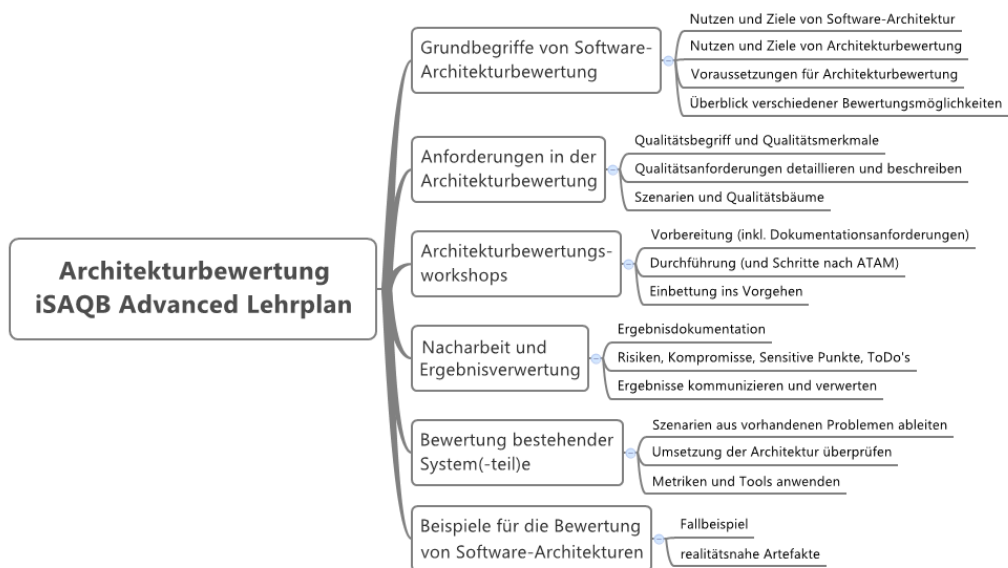 Architekturbewertung
iSAQB Advanced Lehrplan
Grundbegriffe von Software-
Architekturbewertung
Nutzen und Ziele von Software-Architektur
Nutzen und Ziele von Architekturbewertung
Voraussetzungen für Architekturbewertung
Überblick verschiedener Bewertungsmöglichkeiten
Anforderungen in der
Architekturbewertung
Qualitätsbegriff und Qualitätsmerkmale
Qualitätsanforderungen detaillieren und beschreiben
Szenarien und Qualitätsbäume
Architekturbewertungs-
workshops
Vorbereitung (inkl. Dokumentationsanforderungen)
Durchführung (und Schritte nach ATAM)
Einbettung ins Vorgehen
Nacharbeit und
Ergebnisverwertung
Ergebnisdokumentation
Risiken, Kompromisse, Sensitive Punkte, ToDo's
Ergebnisse kommunizieren und verwerten
Bewertung bestehender
System(-teil)e
Szenarien aus vorhandenen Problemen ableiten
Umsetzung der Architektur überprüfen
Metriken und Tools anwenden
Beispiele für die Bewertung
von Software-Architekturen
Fallbeispiel
realitätsnahe Artefakte